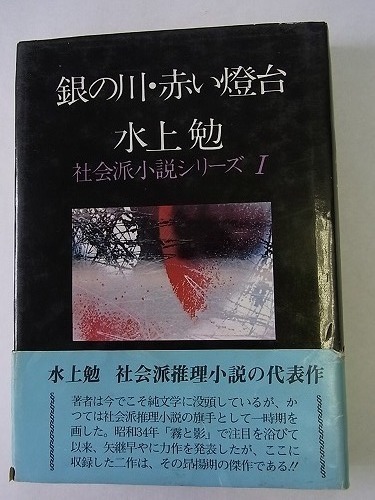 銀の川・赤い燈台
水上 勉
社会派小説シリーズ Ⅰ
水上 勉 社会派推理小説の代表作
著者は今でこそ純文学に没頭しているが、か
つては社会派推理小説の旗手として一時期を
画した。昭和34年「霧と影」で注目を浴びて
以来、矢継早やに力作を発表したが、ここに
収録した二作は、その昻揚期の傑作である!!